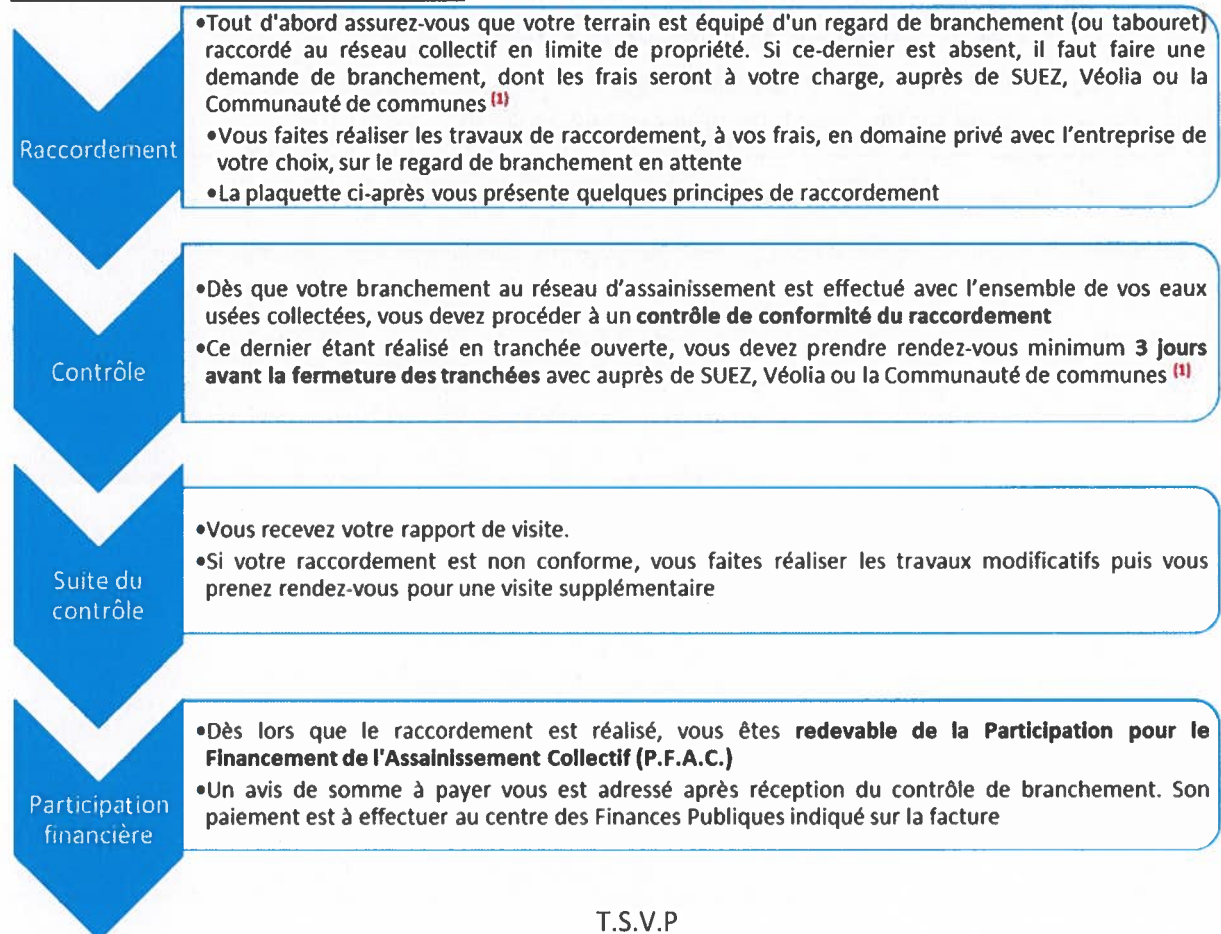 •Tout d'abord assurez-vous que votre terrain est équipé d'un regard de branchement (ou tabouret)
raccordé au réseau collectif en limite de propriété. Si ce-dernier est absent, il faut faire une
demande de branchement, dont les frais seront à votre charge, auprès de SUEZ, Véolia ou la
Communauté de communes (1)
Raccordement
•Vous faites réaliser les travaux de raccordement, à vos frais, en domaine privé avec l'entreprise de
votre choix, sur le regard de branchement en attente
•La plaquette ci-après vous présente quelques principes de raccordement
Contrôle
•Dès que votre branchement au réseau d'assainissement est effectué avec l'ensemble de vos eaux
usées collectées, vous devez procéder à un contrôle de conformité du raccordement
•Ce dernier étant réalisé en tranchée ouverte, vous devez prendre rendez-vous minimum 3 jours
avant la fermeture des tranchées avec auprès de SUEZ, Véolia ou la Communauté de communes (1)
Suite du
contrôle
•Vous recevez votre rapport de visite.
•Si votre raccordement est non conforme, vous faites réaliser les travaux modificatifs puis vous
prenez rendez-vous pour une visite supplémentaire
Participation
financière
•Dès lors que le raccordement est réalisé, vous êtes redevable de la Participation pour le
Financement de l'Assainissement Collectif (P.F.A.C.)
•Un avis de somme à payer vous est adressé après réception du contrôle de branchement. Son
paiement est à effectuer au centre des Finances Publiques indiqué sur la facture
T.S.V.P